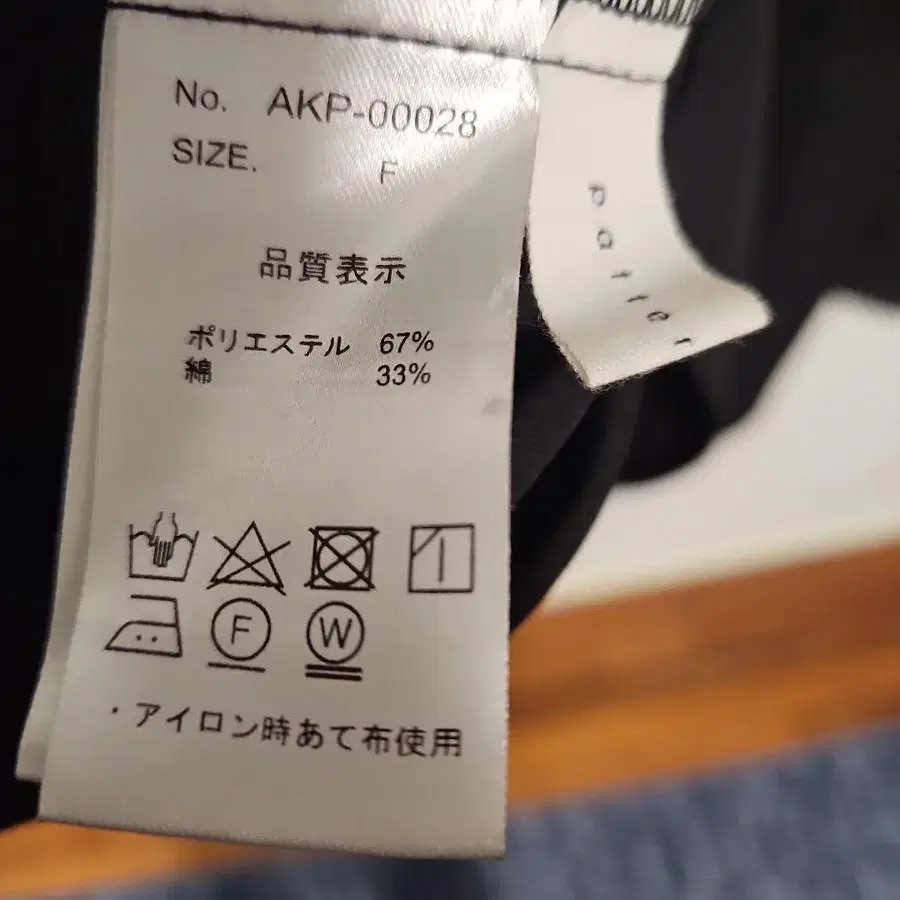 No. AKP-00028
SIZE. F
品質表示
ポリエステル 67%
綿 33%
F
W
・アイロン時あて布使用